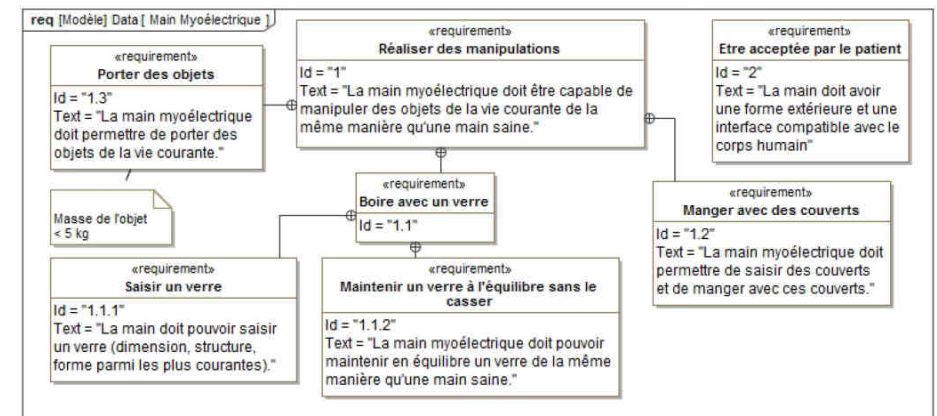 req [Modèle] Data [ Main Myoélectrique ]
«requirement»
Porter des objets
Id = "1.3"
Text = "La main myoélectrique
doit permettre de porter des
objets de la vie courante."
Masse de l'objet
< 5 kg
«requirement»
Réaliser des manipulations
Id = "1"
Text = "La main myoélectrique doit être capable de
manipuler des objets de la vie courante de la
même manière qu'une main saine."
«requirement»
Etre acceptée par le patient
Id = "2"
Text = "La main doit avoir
une forme extérieure et une
interface compatible avec le
corps humain"
«requirement»
Boire avec un verre
Id = "1.1"
«requirement»
Manger avec des couverts
Id = "1.2"
Text = "La main myoélectrique doit
permettre de saisir des couverts
et de manger avec ces couverts."
«requirement»
Saisir un verre
Id = "1.1.1"
Text = "La main doit pouvoir saisir
un verre (dimension, structure,
forme parmi les plus courantes)."
«requirement»
Maintenir un verre à l'équilibre sans le
casser
Id = "1.1.2"
Text = "La main myoélectrique doit pouvoir
maintenir en équilibre un verre de la même
manière qu'une main saine."